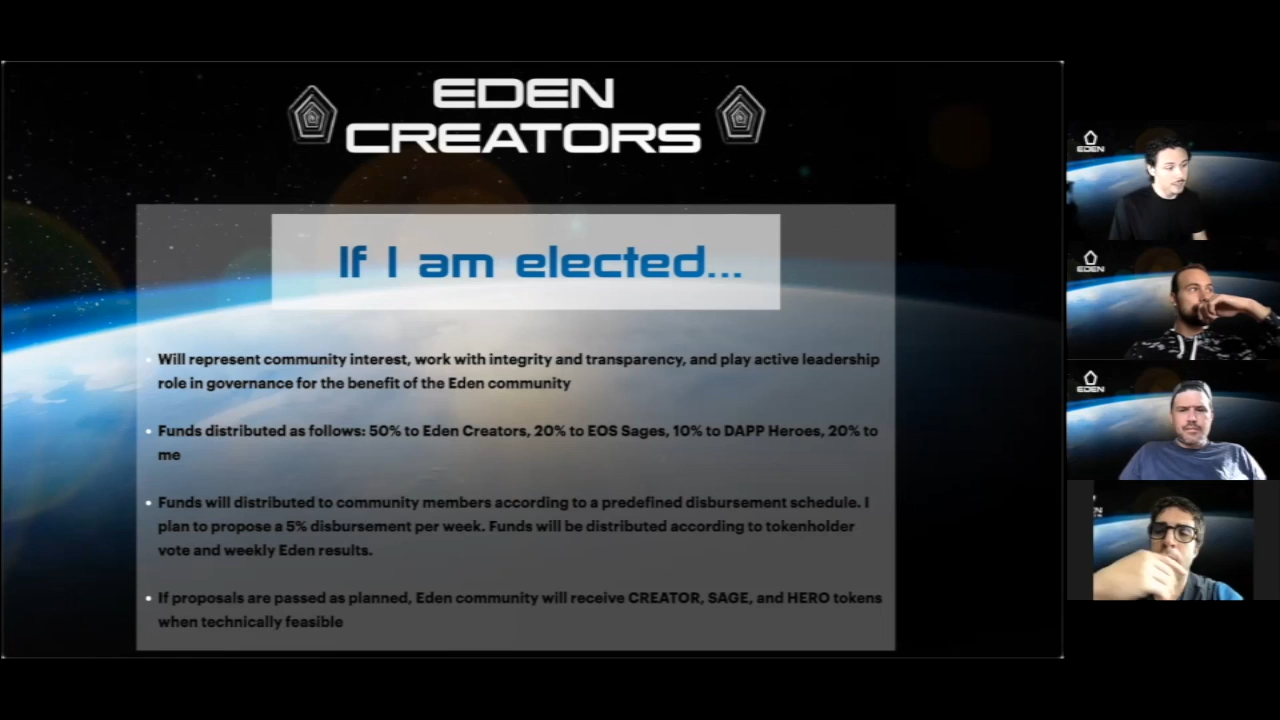 EDEN
CREATORS
If I am elected...
Will represent community interest, work with integrity and transparency, and play active leadership
role in governance for the benefit of the Eden community
Funds distributed as follows: 50% to Eden Creators, 20% to EOS Sages, 10% to DAPP Heroes, 20% to
me
Funds will distributed to community members according to a predefined disbursement schedule. I
plan to propose a 5% disbursement per week. Funds will be distributed according to tokenholder
vote and weekly Eden results.
If proposals are passed as planned, Eden community will receive CREATOR, SAGE, and HERO tokens
when technically feasible
EDEN
EDEN
EDEN